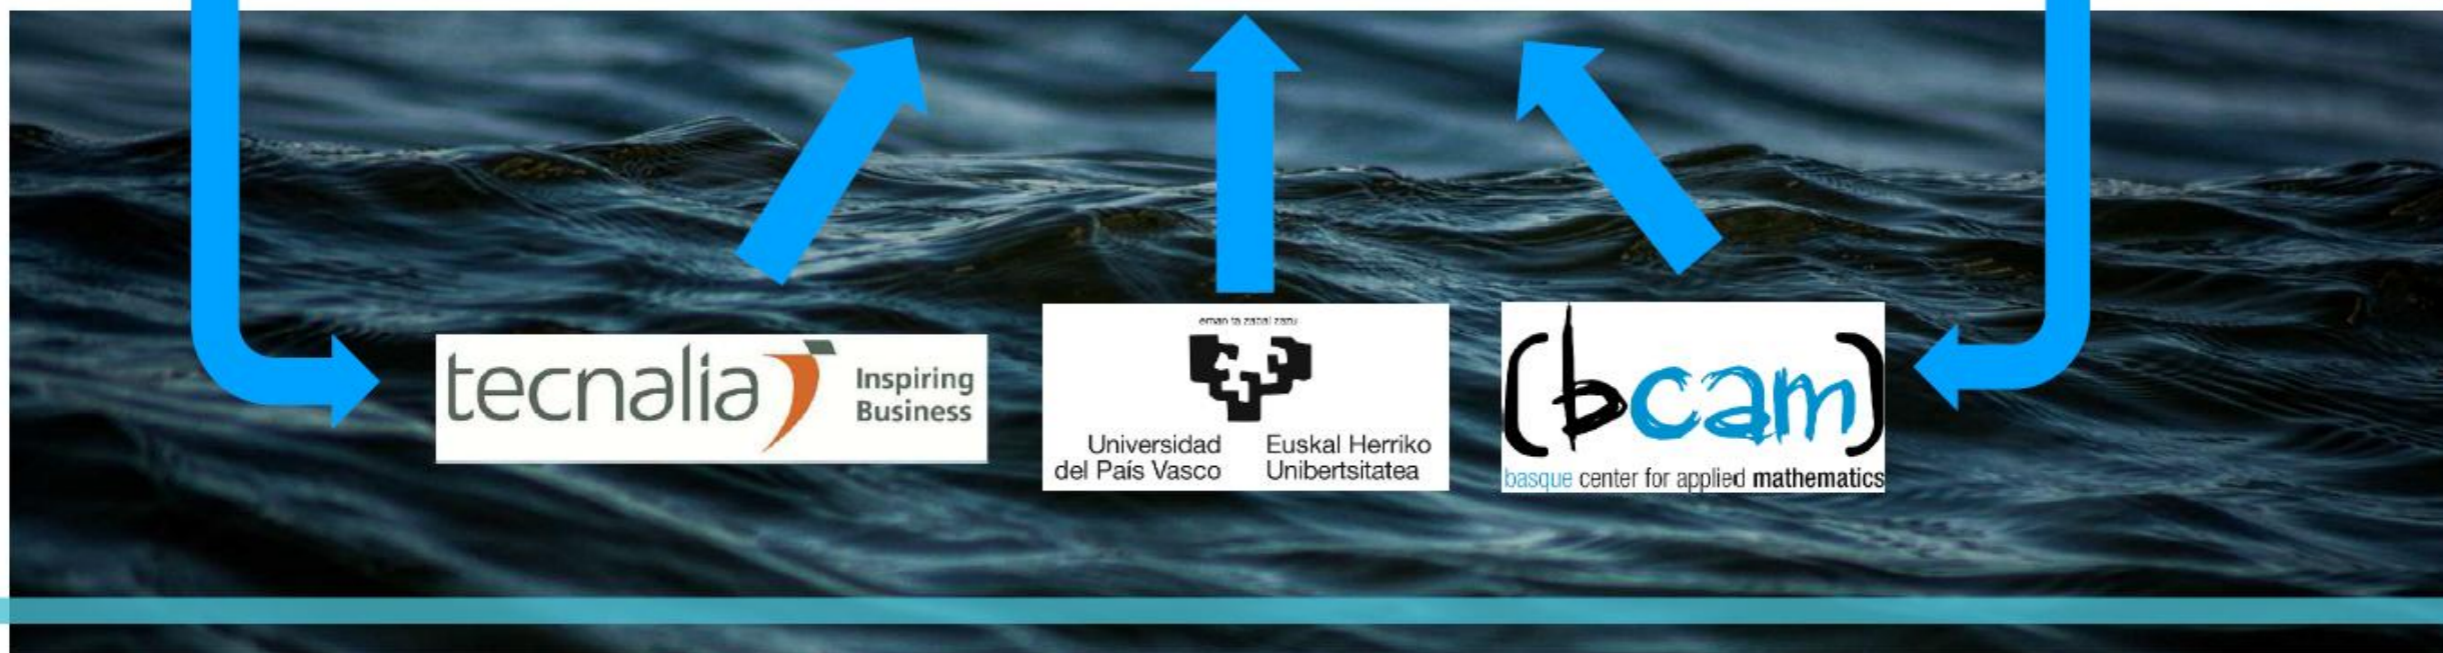 tecnalia
Inspiring
Business
eman ta zabal zazu
Universidad
del País Vasco
Euskal Herriko
Unibertsitatea
(bcam)
basque center for applied mathematics